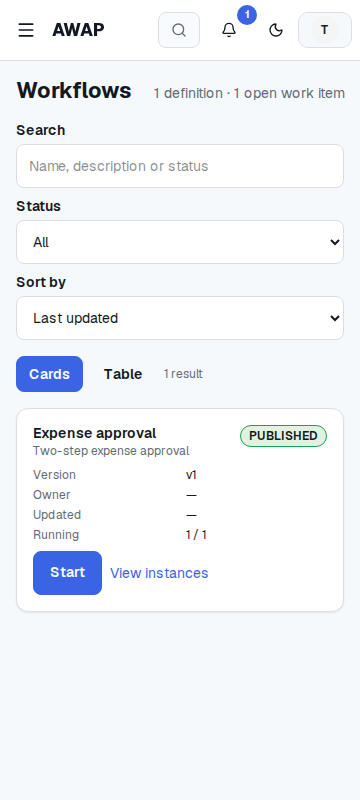 AWAP
1
T
Workflows 1 definition · 1 open work item
Search
Name, description or status
Status
All
Sort by
Last updated
Cards Table 1 result
Expense approval PUBLISHED
Two-step expense approval
Version v1
Owner —
Updated —
Running 1 / 1
Start View instances